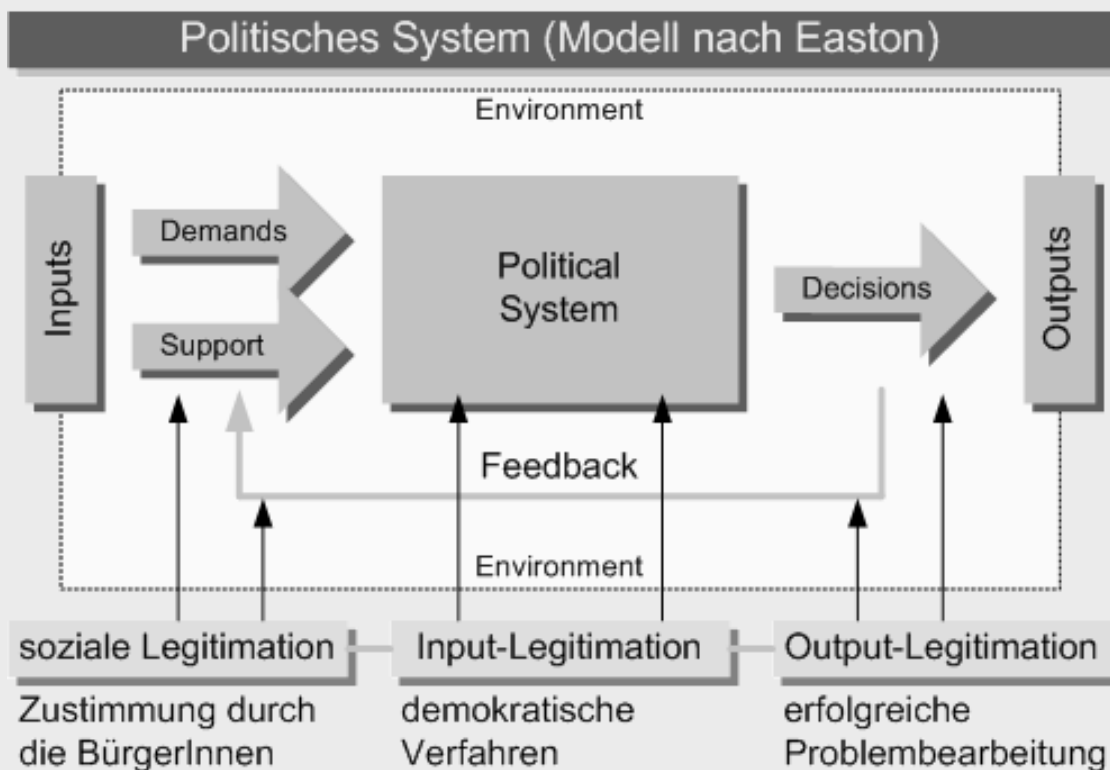 Politisches System (Modell nach Easton)
Environment
Inputs
Demands
Support
Political
System
Decisions
Outputs
Feedback
Environment
soziale Legitimation
Zustimmung durch
die BürgerInnen
Input-Legitimation
demokratische
Verfahren
Output-Legitimation
erfolgreiche
Problembearbeitung